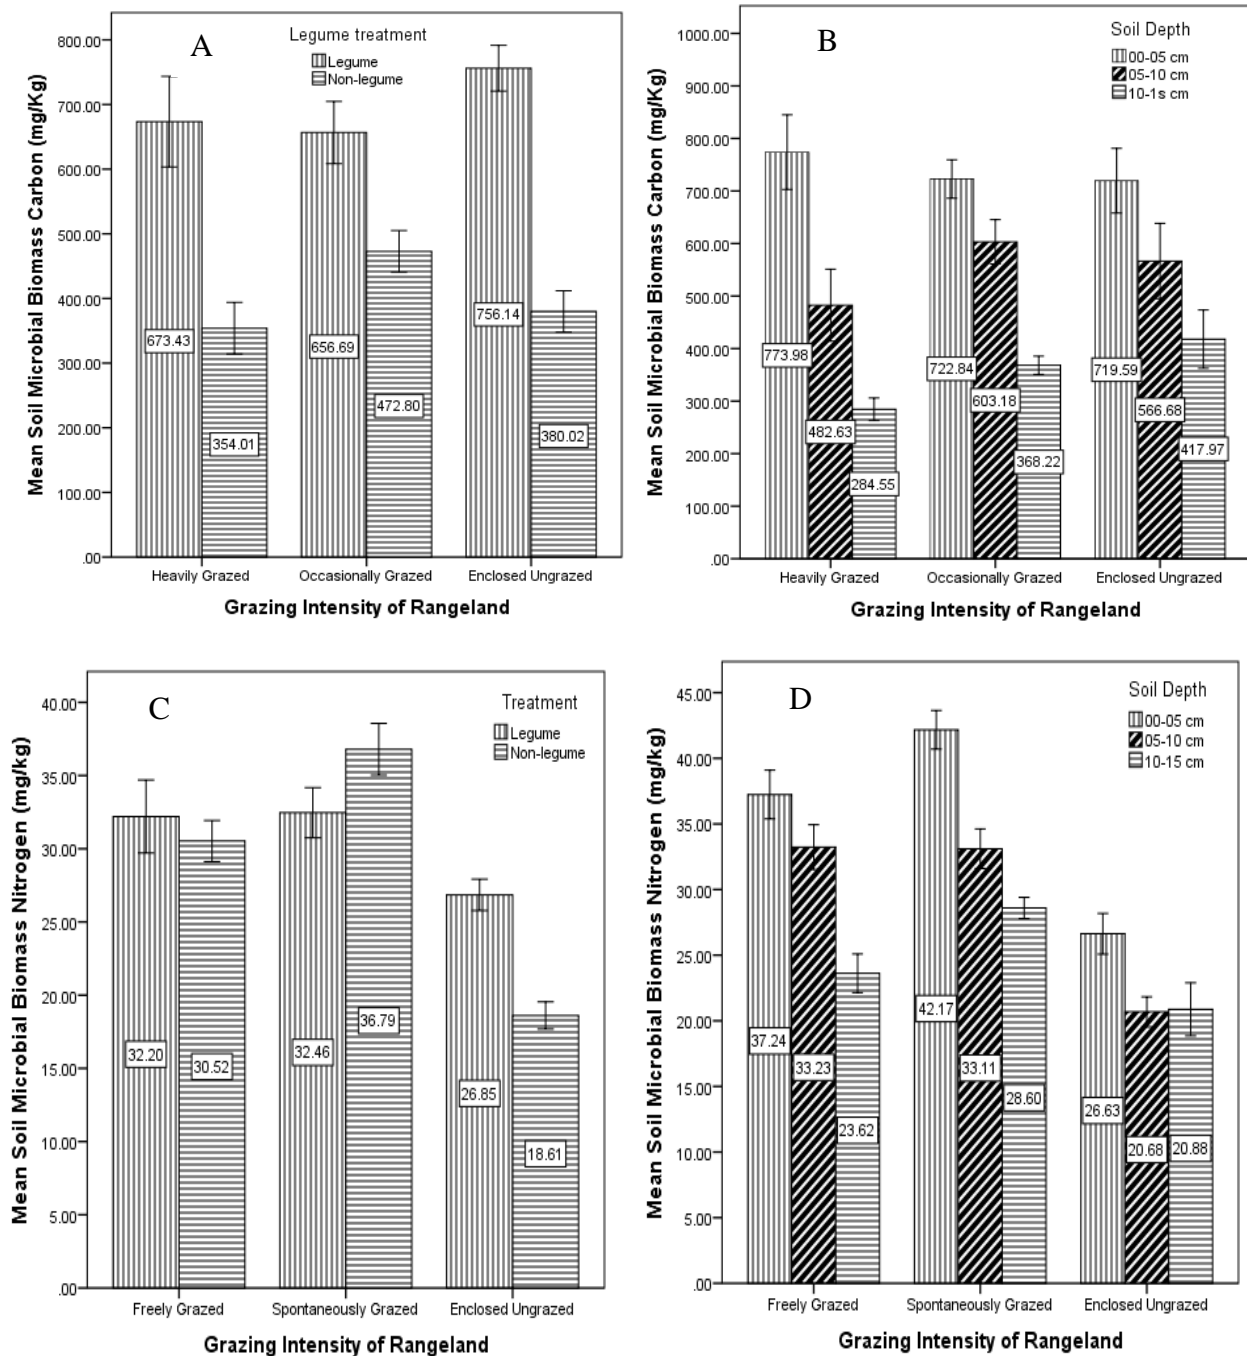 A
Legume treatment
Legume
Non-legume
Mean Soil Microbial Biomass Carbon (mg/Kg)
800.00
700.00
600.00
500.00
400.00
300.00
200.00
100.00
.00
673.43
354.01
656.69
472.80
756.14
380.02
Heavily Grazed
Occasionally Grazed
Enclosed Ungrazed
Grazing Intensity of Rangeland
B
Soil Depth
00-05 cm
05-10 cm
10-1s cm
Mean Soil Microbial Biomass Carbon (mg/Kg)
1000.00
900.00
800.00
700.00
600.00
500.00
400.00
300.00
200.00
100.00
.00
773.98
482.63
284.55
722.84
603.18
368.22
719.59
566.68
417.97
Heavily Grazed
Occasionally Grazed
Enclosed Ungrazed
Grazing Intensity of Rangeland
C
Treatment
Legume
Non-legume
Mean Soil Microbial Biomass Nitrogen (mg/kg)
40.00
35.00
30.00
25.00
20.00
15.00
10.00
5.00
.00
32.20
30.52
32.46
36.79
26.85
18.61
Freely Grazed
Spontaneously Grazed
Enclosed Ungrazed
Grazing Intensity of Rangeland
D
Soil Depth
00-05 cm
05-10 cm
10-15 cm
Mean Soil Microbial Biomass Nitrogen (mg/kg)
45.00
40.00
35.00
30.00
25.00
20.00
15.00
10.00
5.00
.00
37.24
33.23
23.62
42.17
33.11
28.60
26.63
20.68
20.88
Freely Grazed
Spontaneously Grazed
Enclosed Ungrazed
Grazing Intensity of Rangeland